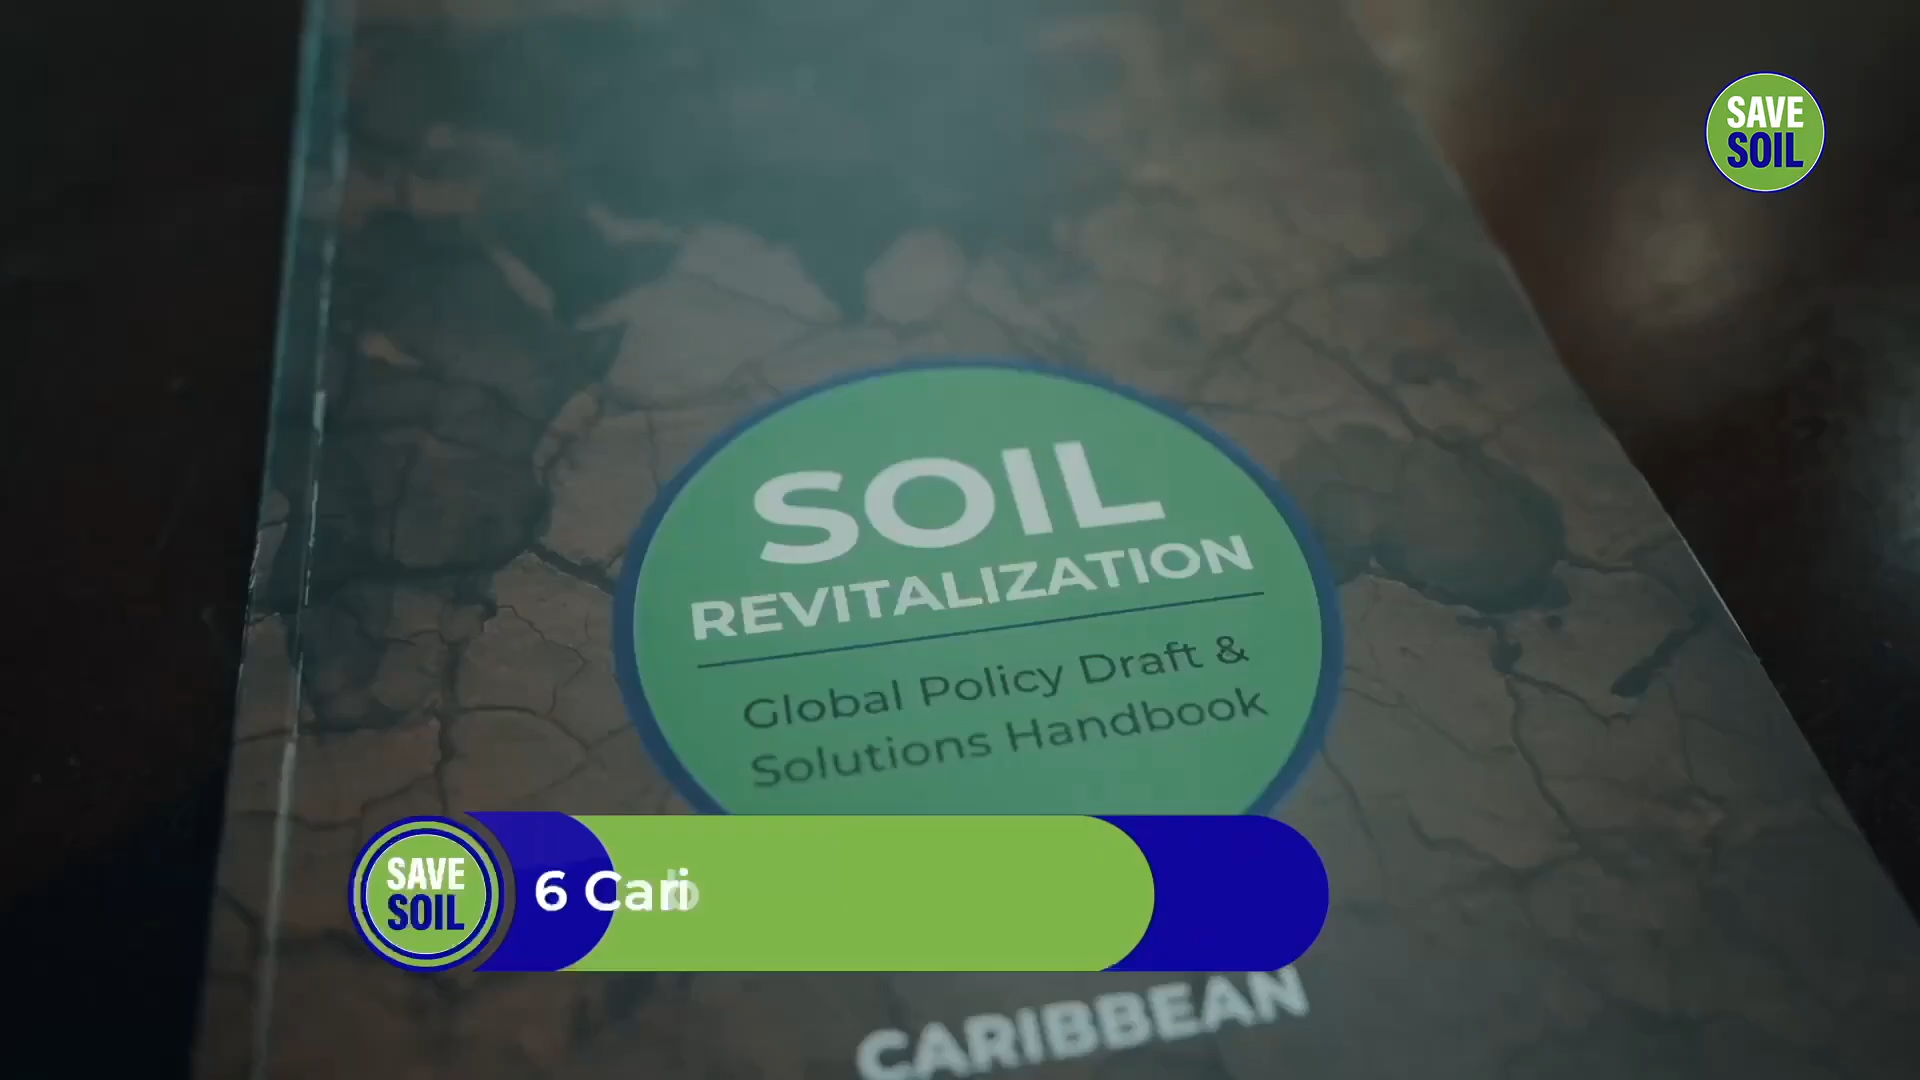 SAVE
SOIL
SOIL
REVITALIZATION
Global Policy Draft &
Solutions Handbook
SAVE
SOIL
6 Cari
CARIBBEAN